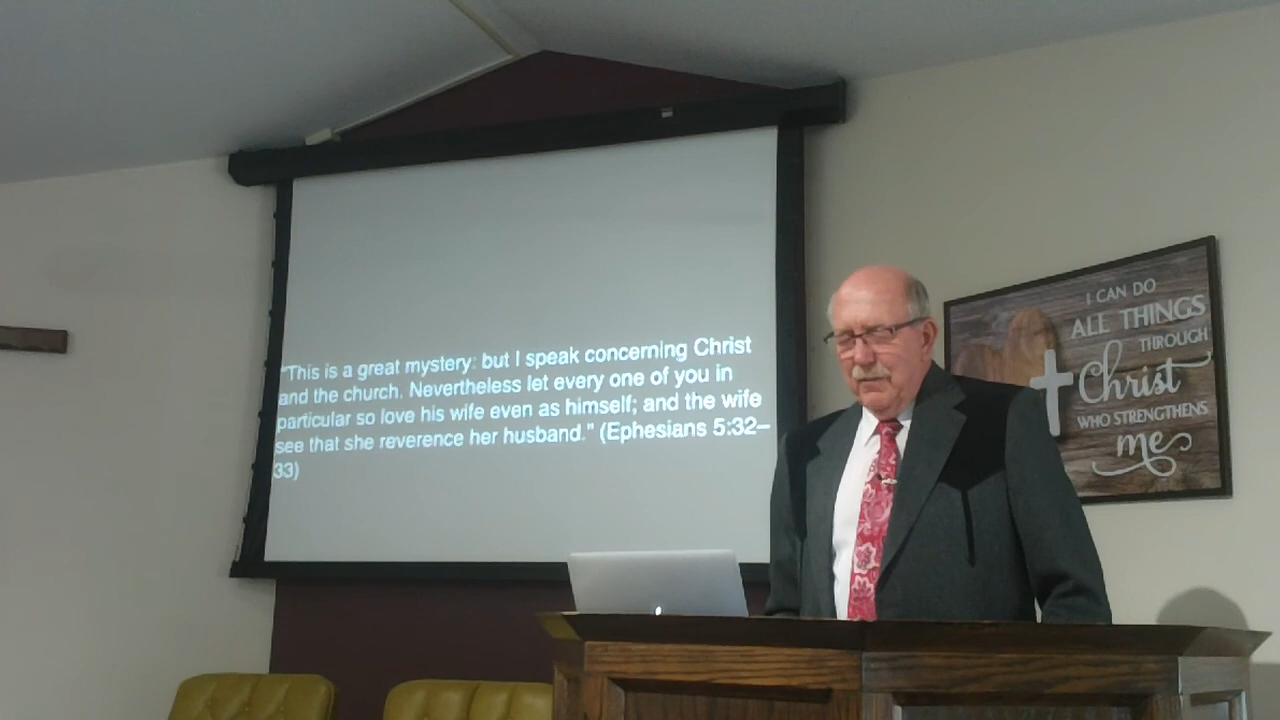 "This is a great mystery: but I speak concerning Christ
and the church. Nevertheless let every one of you in
particular so love his wife even as himself; and the wife
see that she reverence her husband." (Ephesians 5:32–
33)
I CAN DO
ALL THINGS
THROUGH
Christ
WHO STRENGTHENS
me